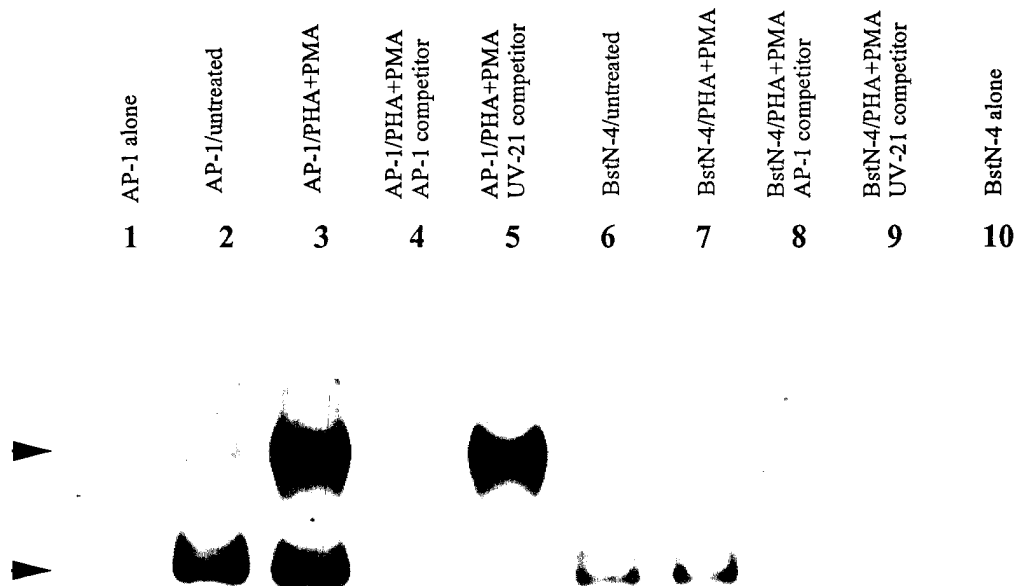 AP-1 alone
AP-1/untreated
AP-1/PHA+PMA
AP-1/PHA+PMA
AP-1 competitor
AP-1/PHA+PMA
UV-21 competitor
BstN-4/untreated
BstN-4/PHA+PMA
BstN-4/PHA+PMA
AP-1 competitor
BstN-4/PHA+PMA
UV-21 competitor
BstN-4 alone
1 2 3 4 5 6 7 8 9 10